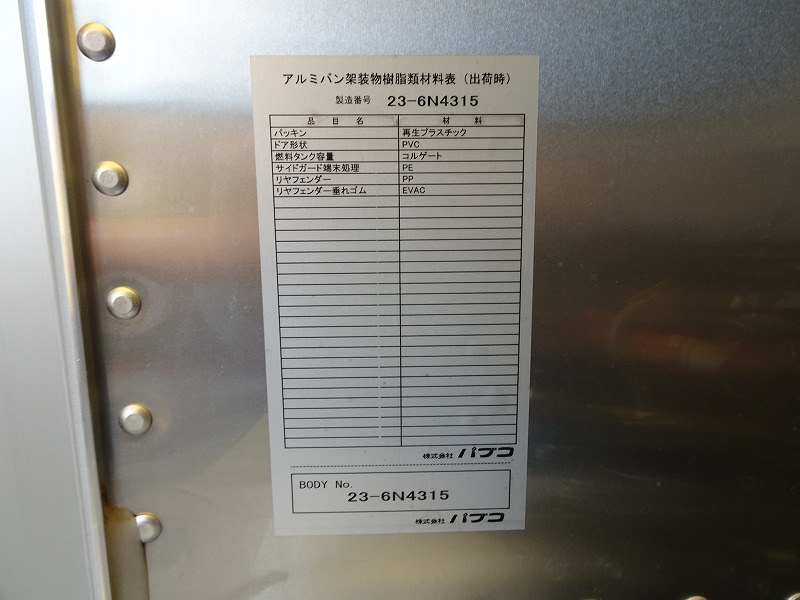 アルミバン架装物樹脂類材料表（出荷時）
製造番号 23-6N4315
品目名 材料
パッキン 再生プラスチック
ドア形状 PVC
燃料タンク容量 コルゲート
サイドガード端末処理 PE
リヤフェンダー PP
リヤフェンダー垂れゴム EVAC
株式会社 パブコ
BODY No.
23-6N4315
株式会社 パブコ